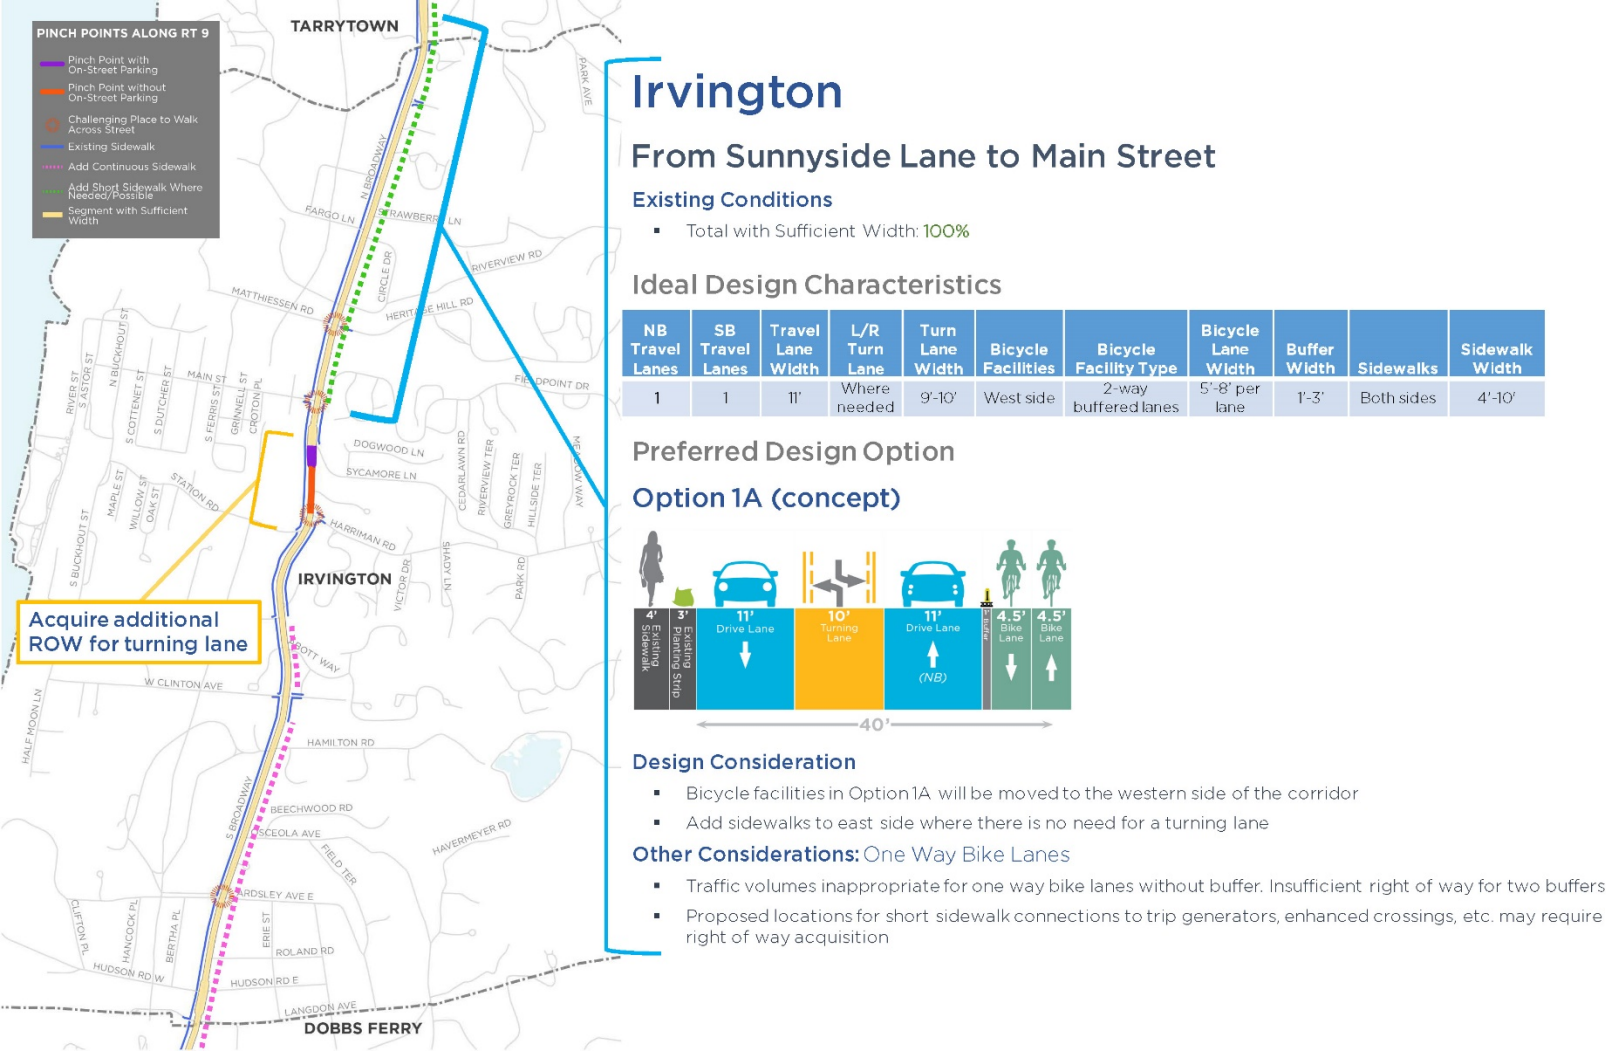 PINCH POINTS ALONG RT 9
Pinch Point with
On-Street Parking
Pinch Point without
On-Street Parking
Challenging Place to Walk
Across Street
Existing Sidewalk
Add Continuous Sidewalk
Add Short Sidewalk Where
Needed/Possible
Segment with Sufficient
Width
TARRYTOWN
PARK AVE
N BROADWAY
FARGO LN
STRAWBERRY LN
RIVERVIEW RD
CIRCLE DR
MATTHIESSEN RD
HERITAGE HILL RD
N BUCKHOUT ST
RIVER ST
S ASTOR ST
MAIN ST
S COTTENET ST
S DUTCHER ST
S FERRIS ST
GRINNELL ST
CROTON PL
FIELDPOINT DR
DOGWOOD LN
SYCAMORE LN
CEDARLAWN RD
RIVERVIEW TER
GREYROCK TER
HILLSIDE TER
MEADOW WAY
STATION RD
MAPLE ST
WILLOW ST
OAK ST
S BUCKHOUT ST
HARRIMAN RD
SHADY LN
VICTOR DR
PARK RD
IRVINGTON
Acquire additional
ROW for turning lane
OTT WAY
W CLINTON AVE
HALF MOON LN
HAMILTON RD
S BROADWAY
BEECHWOOD RD
OSCEOLA AVE
HAVERMEYER RD
FIELD TER
ARDSLEY AVE E
CLIFTON PL
HANCOCK PL
BERTHA PL
ERIE ST
ROLAND RD
HUDSON RD W
HUDSON RD E
LANGDON AVE
DOBBS FERRY
Irvington
From Sunnyside Lane to Main Street
Existing Conditions
▪ Total with Sufficient Width: 100%
Ideal Design Characteristics
NB Travel Lanes SB Travel Lanes Travel Lane Width L/R Turn Lane Turn Lane Width Bicycle Facilities Bicycle Facility Type Bicycle Lane Width Buffer Width Sidewalks Sidewalk Width
1 1 11' Where needed 9'-10' West side 2-way buffered lanes 5'-8' per lane 1'-3' Both sides 4'-10'
Preferred Design Option
Option 1A (concept)
4' Existing Sidewalk
3' Existing Planting Strip
11' Drive Lane
10' Turning Lane
11' Drive Lane (NB)
1' Buffer
4.5' Bike Lane
4.5' Bike Lane
40'
Design Consideration
▪ Bicycle facilities in Option 1A will be moved to the western side of the corridor
▪ Add sidewalks to east side where there is no need for a turning lane
Other Considerations: One Way Bike Lanes
▪ Traffic volumes inappropriate for one way bike lanes without buffer. Insufficient right of way for two buffers
▪ Proposed locations for short sidewalk connections to trip generators, enhanced crossings, etc. may require
right of way acquisition